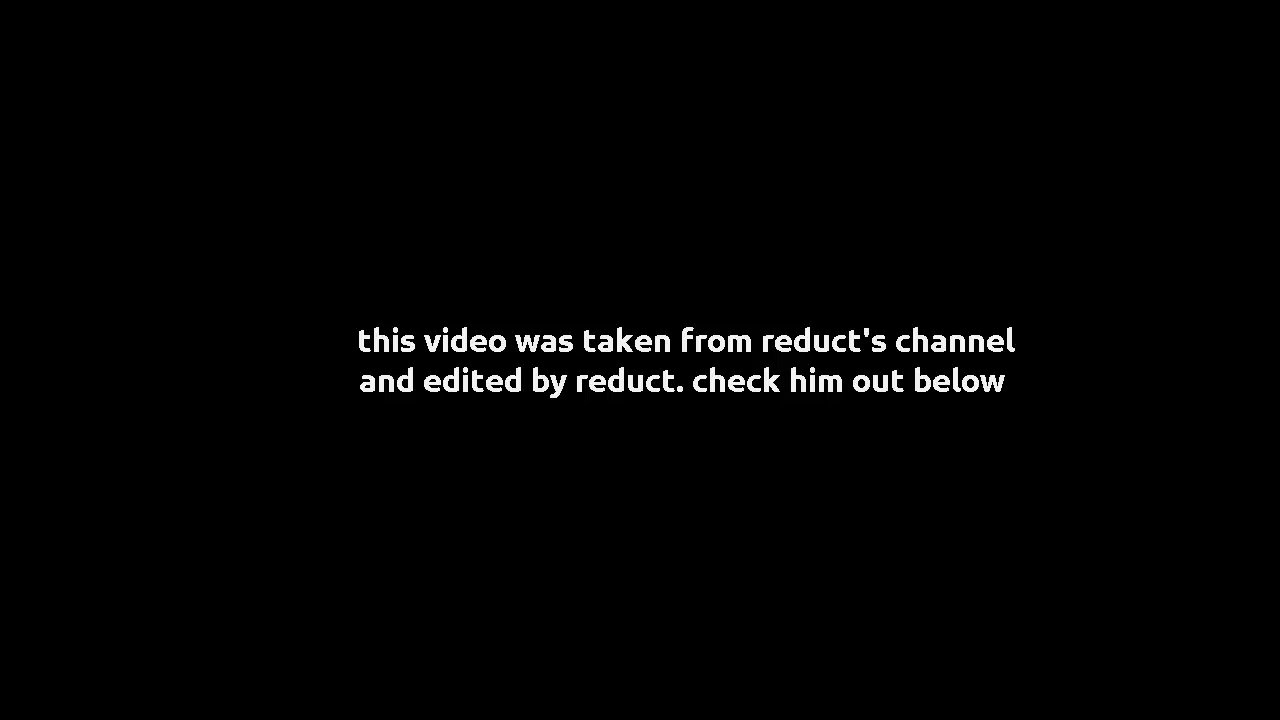 this video was taken from reduct's channel
and edited by reduct. check him out below